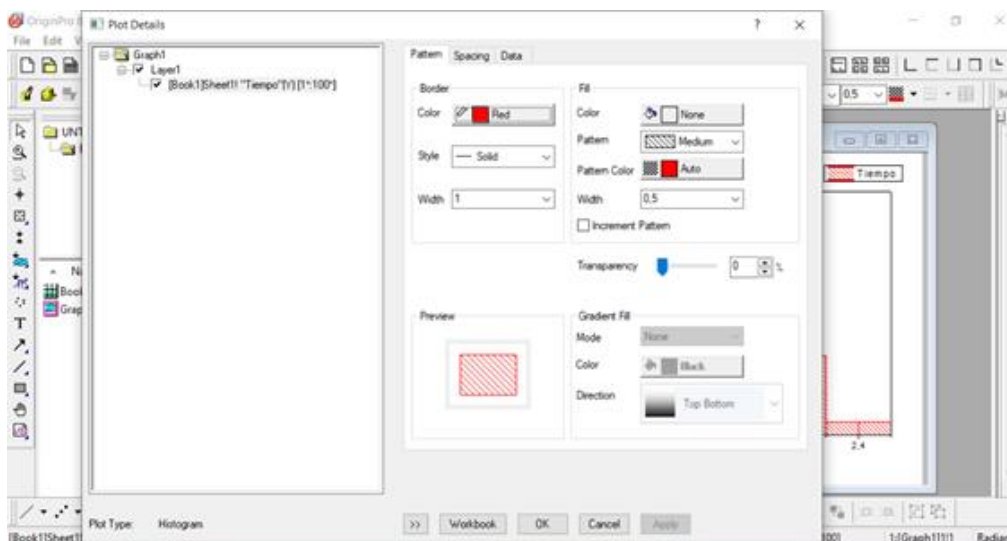 OriginPro
Plot Details
? ×
File Edit V
Graph1
Layer1
[Book1]Sheet1! "Tiempo"(Y) [1*:100*]
Pattern Spacing Data
Border
Color Red
Style Solid
Width 1
Fill
Color None
Pattern Medium
Pattern Color Auto
Width 0,5
Increment Pattern
Transparency 0 %
Preview
Gradient Fill
Mode None
Color Black
Direction Top Bottom
Plot Type: Histogram
>> Workbook OK Cancel Apply
UNT
Book
Grap
0.5
Tiempo
2,4
[Book1]Sheet1!
1:[Graph1]1!1 Radian